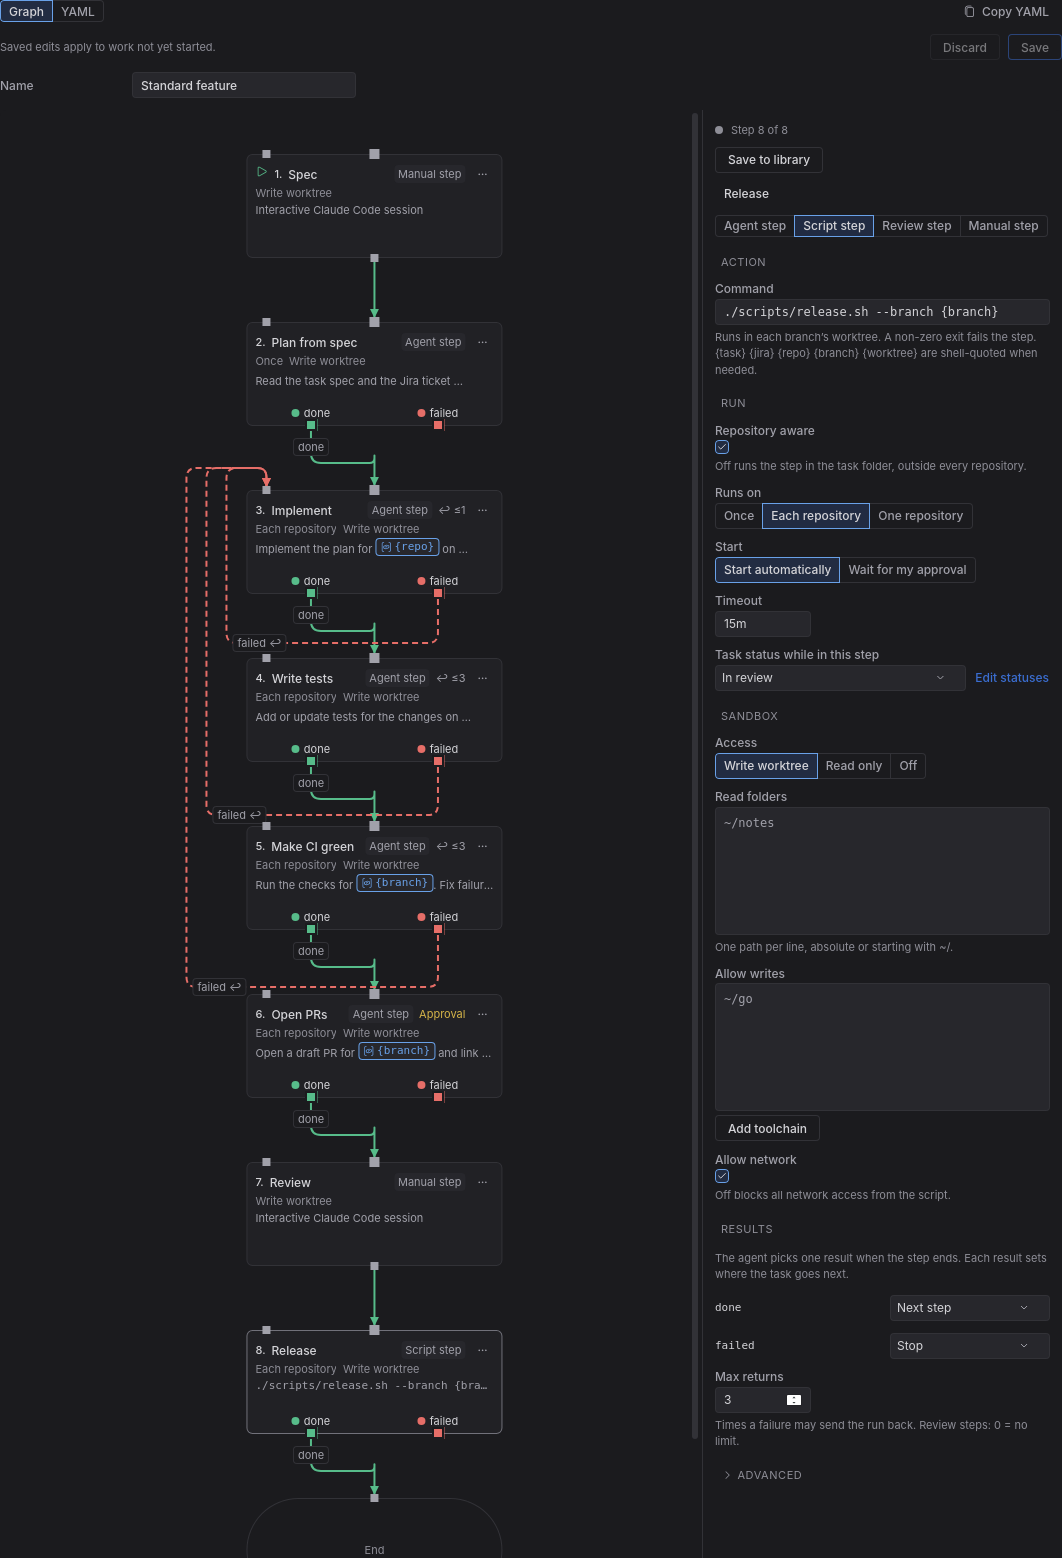 Graph YAML
Copy YAML
Saved edits apply to work not yet started.
Discard Save
Name
Standard feature
1. Spec
Manual step ...
Write worktree
Interactive Claude Code session
2. Plan from spec
Agent step ...
Once Write worktree
Read the task spec and the Jira ticket ...
done failed
done
3. Implement
Agent step ↩ ≤1 ...
Each repository Write worktree
Implement the plan for {repo} on ...
done failed
done
failed ↩
4. Write tests
Agent step ↩ ≤3 ...
Each repository Write worktree
Add or update tests for the changes on ...
done failed
done
failed ↩
5. Make CI green
Agent step ↩ ≤3 ...
Each repository Write worktree
Run the checks for {branch}. Fix failur...
done failed
done
failed ↩
6. Open PRs
Agent step Approval ...
Each repository Write worktree
Open a draft PR for {branch} and link ...
done failed
done
7. Review
Manual step ...
Write worktree
Interactive Claude Code session
8. Release
Script step ...
Each repository Write worktree
./scripts/release.sh --branch {bra…
done failed
done
End
Step 8 of 8
Save to library
Release
Agent step Script step Review step Manual step
ACTION
Command
./scripts/release.sh --branch {branch}
Runs in each branch's worktree. A non-zero exit fails the step.
{task} {jira} {repo} {branch} {worktree} are shell-quoted when
needed.
RUN
Repository aware
Off runs the step in the task folder, outside every repository.
Runs on
Once Each repository One repository
Start
Start automatically Wait for my approval
Timeout
15m
Task status while in this step
In review
Edit statuses
SANDBOX
Access
Write worktree Read only Off
Read folders
~/notes
One path per line, absolute or starting with ~/.
Allow writes
~/go
Add toolchain
Allow network
Off blocks all network access from the script.
RESULTS
The agent picks one result when the step ends. Each result sets
where the task goes next.
done Next step
failed Stop
Max returns
3
Times a failure may send the run back. Review steps: 0 = no
limit.
ADVANCED